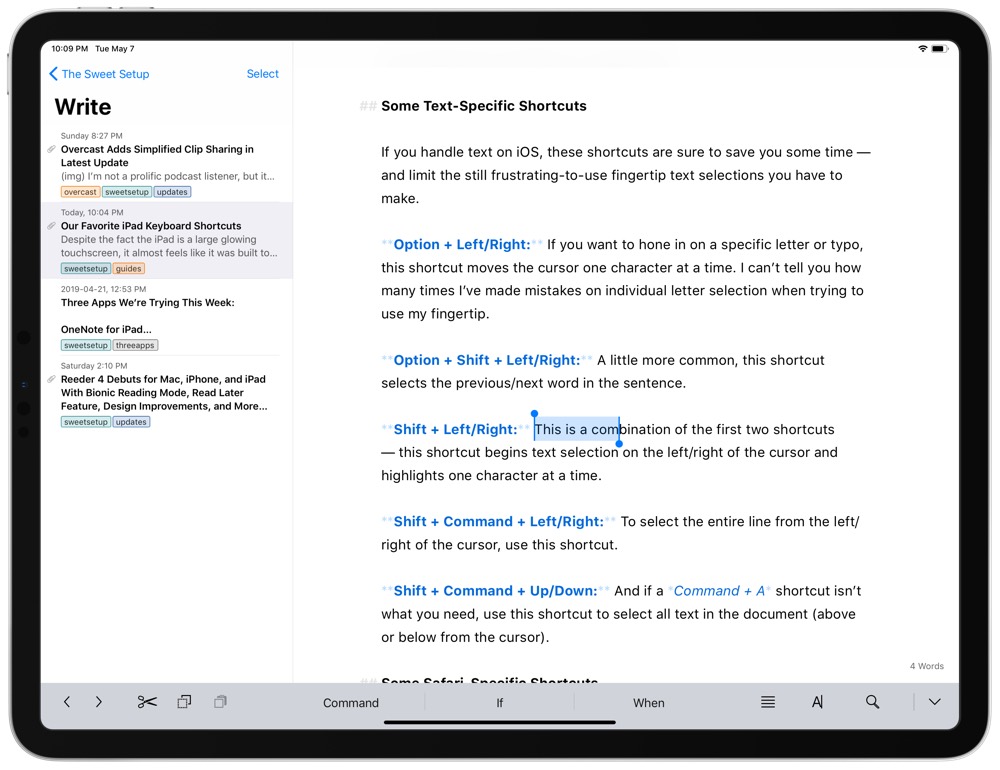 10:09 PM Tue May 7
The Sweet Setup
Select
Write
Sunday 8:27 PM
Overcast Adds Simplified Clip Sharing in
Latest Update
(img) I'm not a prolific podcast listener, but it...
overcast sweetsetup updates
Today, 10:04 PM
Our Favorite iPad Keyboard Shortcuts
Despite the fact the iPad is a large glowing
touchscreen, it almost feels like it was built to...
sweetsetup guides
2019-04-21, 12:53 PM
Three Apps We're Trying This Week:
OneNote for iPad...
sweetsetup threeapps
Saturday 2:10 PM
Reeder 4 Debuts for Mac, iPhone, and iPad
With Bionic Reading Mode, Read Later
Feature, Design Improvements, and More...
sweetsetup updates
## Some Text-Specific Shortcuts
If you handle text on iOS, these shortcuts are sure to save you some time —
and limit the still frustrating-to-use fingertip text selections you have to
make.
**Option + Left/Right:** If you want to hone in on a specific letter or typo,
this shortcut moves the cursor one character at a time. I can't tell you how
many times I've made mistakes on individual letter selection when trying to
use my fingertip.
**Option + Shift + Left/Right:** A little more common, this shortcut
selects the previous/next word in the sentence.
**Shift + Left/Right:** This is a combination of the first two shortcuts
— this shortcut begins text selection on the left/right of the cursor and
highlights one character at a time.
**Shift + Command + Left/Right:** To select the entire line from the left/
right of the cursor, use this shortcut.
**Shift + Command + Up/Down:** And if a *Command + A* shortcut isn't
what you need, use this shortcut to select all text in the document (above
or below from the cursor).
4 Words
## Some Safari-Specific Shortcuts
Command
If
When